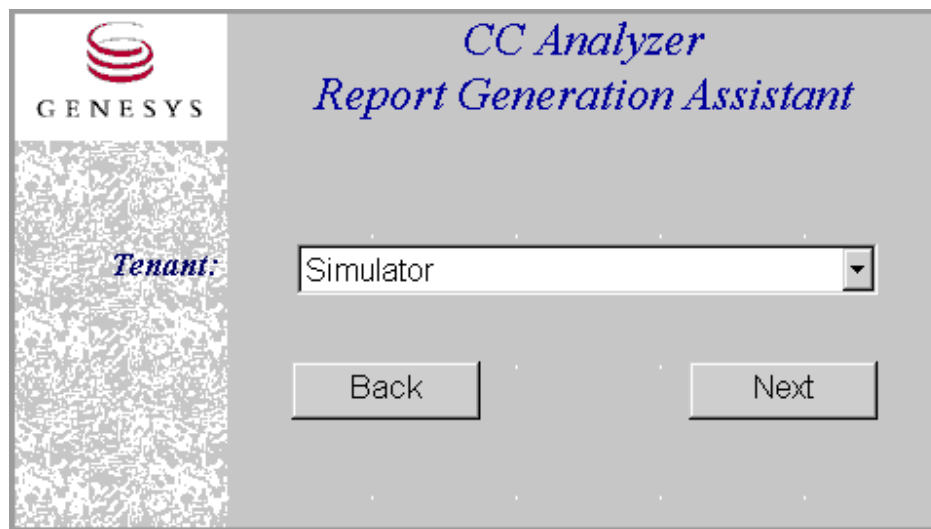 GENESYS
CC Analyzer
Report Generation Assistant
Tenant:
Simulator
Back
Next